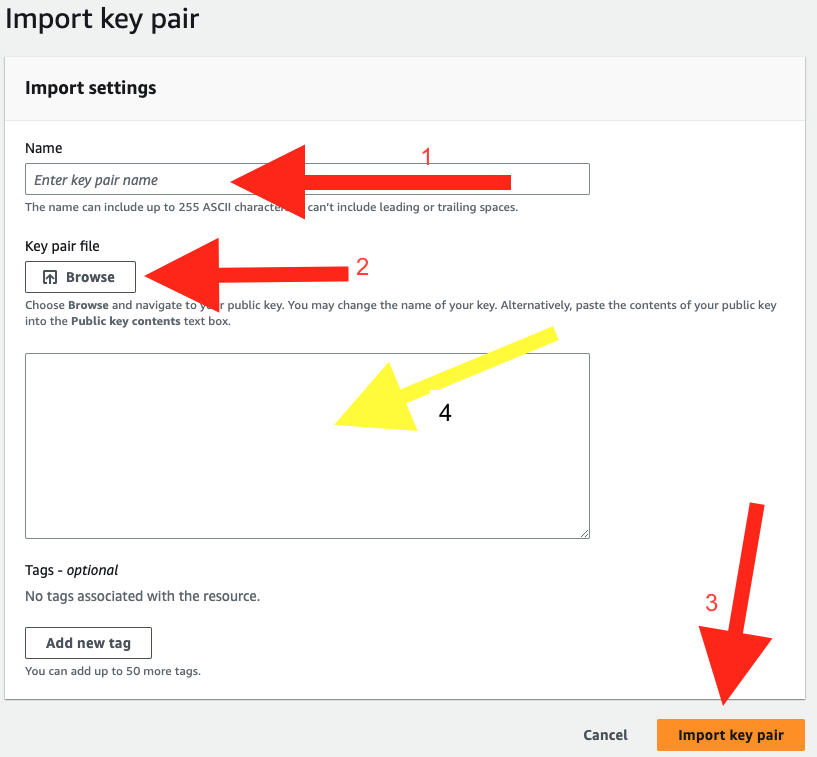 Import key pair
Import settings
Name
1
Enter key pair name
The name can include up to 255 ASCII can't include leading or trailing spaces.
Key pair file
2
Browse
Choose Browse and navigate to your public key. You may change the name of your key. Alternatively, paste the contents of your public key
into the Public key contents text box.
4
Tags - optional
No tags associated with the resource.
3
Add new tag
You can add up to 50 more tags.
Cancel
Import key pair